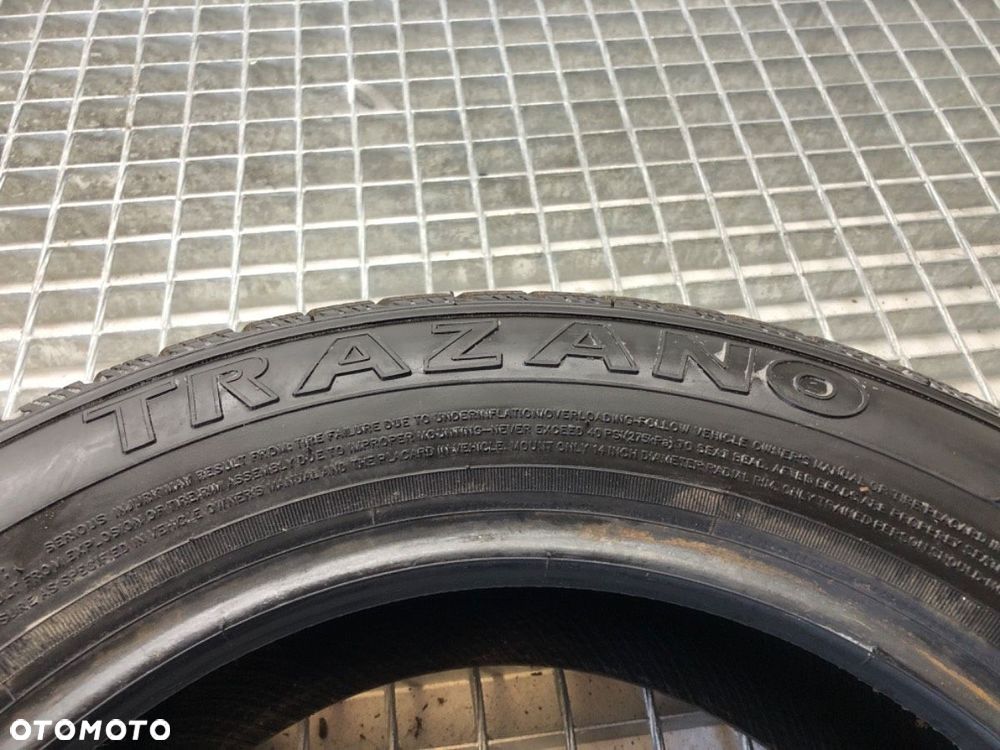 TRAZANO
SERIOUS INJURY MAY RESULT FROM: TIRE FAILURE DUE TO UNDERINFLATION/OVERLOADING-FOLLOW VEHICLE OWNER'S MANUAL OR TIRE PLACARD IN
FROM EXPLOSION OF TIRE/RIM ASSEMBLY DUE TO IMPROPER MOUNTING-NEVER EXCEED 40 PSI(275kPa) TO SEAT BEAD.
AS SPECIFIED IN VEHICLE OWNERS MANUAL AND THE PLACARD IN VEHICLE. MOUNT ONLY 14 INCH DIAMETER RADIAL RIM. ONLY TRAINED PERSON SHOULD
OTOMOTO